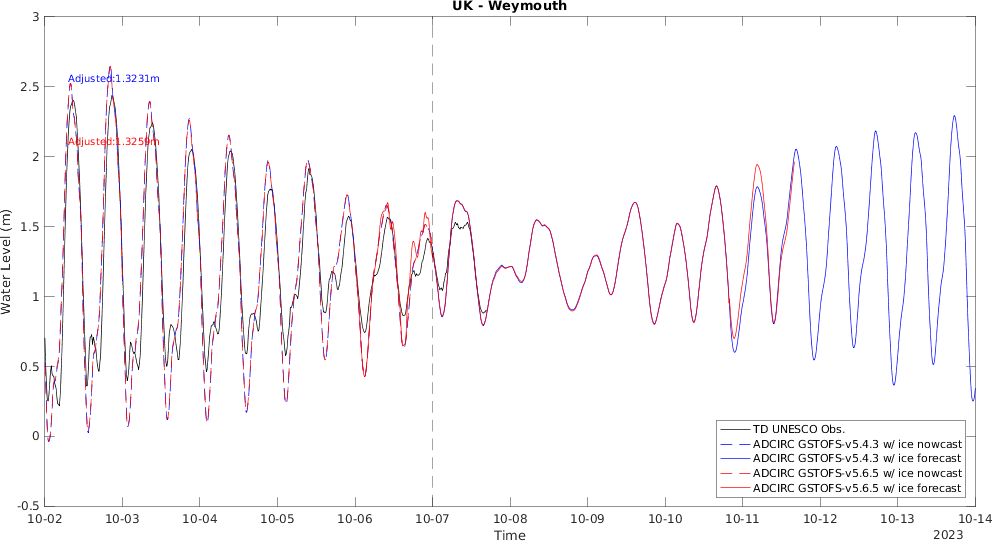 UK - Weymouth
3
2.5
2
1.5
1
0.5
0
-0.5
Water Level (m)
Adjusted:1.3231m
Adjusted:1.3259m
TD UNESCO Obs.
ADCIRC GSTOFS-v5.4.3 w/ ice nowcast
ADCIRC GSTOFS-v5.4.3 w/ ice forecast
ADCIRC GSTOFS-v5.6.5 w/ ice nowcast
ADCIRC GSTOFS-v5.6.5 w/ ice forecast
10-02 10-03 10-04 10-05 10-06 10-07 10-08 10-09 10-10 10-11 10-12 10-13 10-14
Time
2023